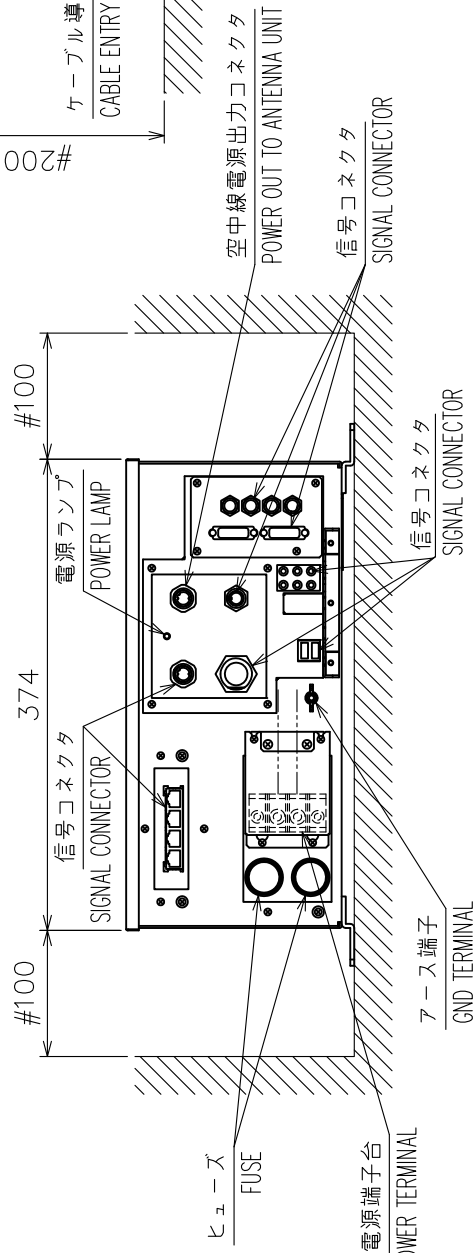 #100
374
#100
#200
信号コネクタ
SIGNAL CONNECTOR
電源ランプ
POWER LAMP
ケーブル導
CABLE ENTRY
空中線電源出力コネクタ
POWER OUT TO ANTENNA UNIT
ヒューズ
FUSE
信号コネクタ
SIGNAL CONNECTOR
電源端子台
OWER TERMINAL
アース端子
GND TERMINAL
信号コネクタ
SIGNAL CONNECTOR